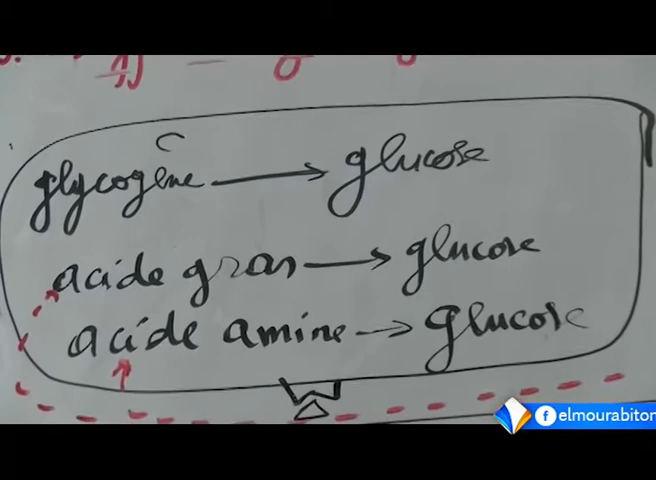 glycogène → glucose
acide gras → glucose
acide aminé → glucose
elmourabiton